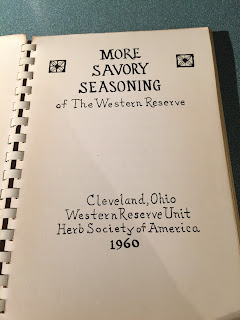 MORE
SAVORY
SEASONING
of The Western Reserve
Cleveland, Ohio
Western Reserve Unit
Herb Society of America
1960